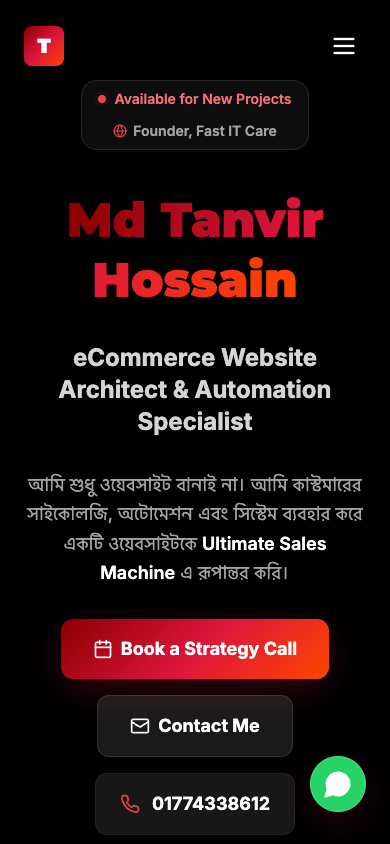 T
Available for New Projects
Founder, Fast IT Care
Md Tanvir
Hossain
eCommerce Website
Architect & Automation
Specialist
আমি শুধু ওয়েবসাইট বানাই না। আমি কাস্টমারের
সাইকোলজি, অটোমেশন এবং সিস্টেম ব্যবহার করে
একটি ওয়েবসাইটকে Ultimate Sales
Machine এ রূপান্তর করি।
Book a Strategy Call
Contact Me
01774338612